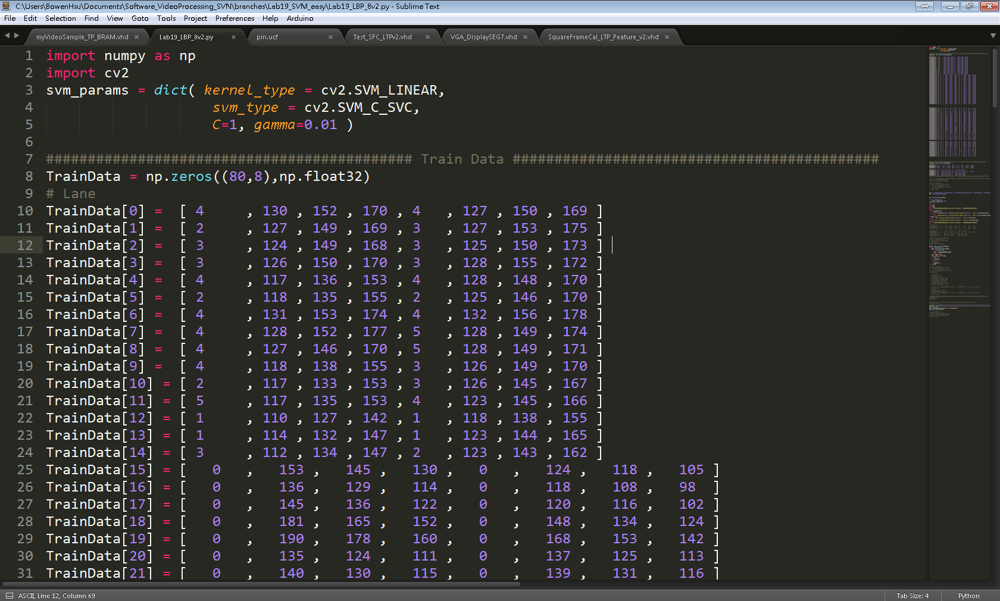 C:\Users\BowenHsu\Documents\Software_VideoProcessing_SVN\branches\Lab19_SVM_easy\Lab19_LBP_8v2.py - Sublime Text
File Edit Selection Find View Goto Tools Project Preferences Help Arduino
myVideoSample_TP_BRAM.vhd × Lab19_LBP_8v2.py × pin.ucf × Test_SFC_LTPv2.vhd × VGA_DisplaySEG7.vhd × SquareFrameCal_LTP_Feature_v2.vhd ×
1 import numpy as np
2 import cv2
3 svm_params = dict( kernel_type = cv2.SVM_LINEAR,
4 svm_type = cv2.SVM_C_SVC,
5 C=1, gamma=0.01 )
6
7 ############################################ Train Data ############################################
8 TrainData = np.zeros((80,8),np.float32)
9 # Lane
10 TrainData[0] = [ 4 , 130 , 152 , 170 , 4 , 127 , 150 , 169 ]
11 TrainData[1] = [ 2 , 127 , 149 , 169 , 3 , 127 , 153 , 175 ]
12 TrainData[2] = [ 3 , 124 , 149 , 168 , 3 , 125 , 150 , 173 ]
13 TrainData[3] = [ 3 , 126 , 150 , 170 , 3 , 128 , 155 , 172 ]
14 TrainData[4] = [ 4 , 117 , 136 , 153 , 4 , 128 , 148 , 170 ]
15 TrainData[5] = [ 2 , 118 , 135 , 155 , 2 , 125 , 146 , 170 ]
16 TrainData[6] = [ 4 , 131 , 153 , 174 , 4 , 132 , 156 , 178 ]
17 TrainData[7] = [ 4 , 128 , 152 , 177 , 5 , 128 , 149 , 174 ]
18 TrainData[8] = [ 4 , 127 , 146 , 170 , 5 , 128 , 149 , 171 ]
19 TrainData[9] = [ 4 , 118 , 138 , 155 , 3 , 126 , 149 , 170 ]
20 TrainData[10] = [ 2 , 117 , 133 , 153 , 3 , 126 , 145 , 167 ]
21 TrainData[11] = [ 5 , 117 , 135 , 153 , 4 , 123 , 145 , 166 ]
22 TrainData[12] = [ 1 , 110 , 127 , 142 , 1 , 118 , 138 , 155 ]
23 TrainData[13] = [ 1 , 114 , 132 , 147 , 1 , 123 , 144 , 165 ]
24 TrainData[14] = [ 3 , 112 , 134 , 147 , 2 , 123 , 143 , 162 ]
25 TrainData[15] = [ 0 , 153 , 145 , 130 , 0 , 124 , 118 , 105 ]
26 TrainData[16] = [ 0 , 136 , 129 , 114 , 0 , 118 , 108 , 98 ]
27 TrainData[17] = [ 0 , 145 , 136 , 122 , 0 , 120 , 116 , 102 ]
28 TrainData[18] = [ 0 , 181 , 165 , 152 , 0 , 148 , 134 , 124 ]
29 TrainData[19] = [ 0 , 190 , 178 , 160 , 0 , 168 , 153 , 142 ]
30 TrainData[20] = [ 0 , 135 , 124 , 111 , 0 , 137 , 125 , 113 ]
31 TrainData[21] = [ 0 , 140 , 130 , 115 , 0 , 139 , 131 , 116 ]
ASCII, Line 12, Column 69 Tab Size: 4 Python